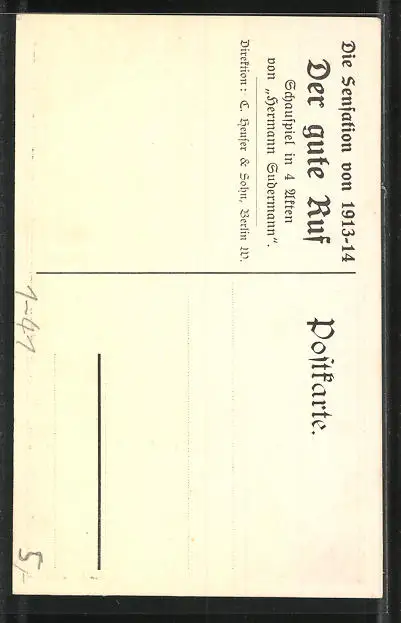 Die Sensation von 1913-14
Der gute Ruf
Schauspiel in 4 Akten
von „Hermann Sudermann“.
Direktion: C. Heuser & Sohn, Berlin W.
Postkarte.
1-41
5,-